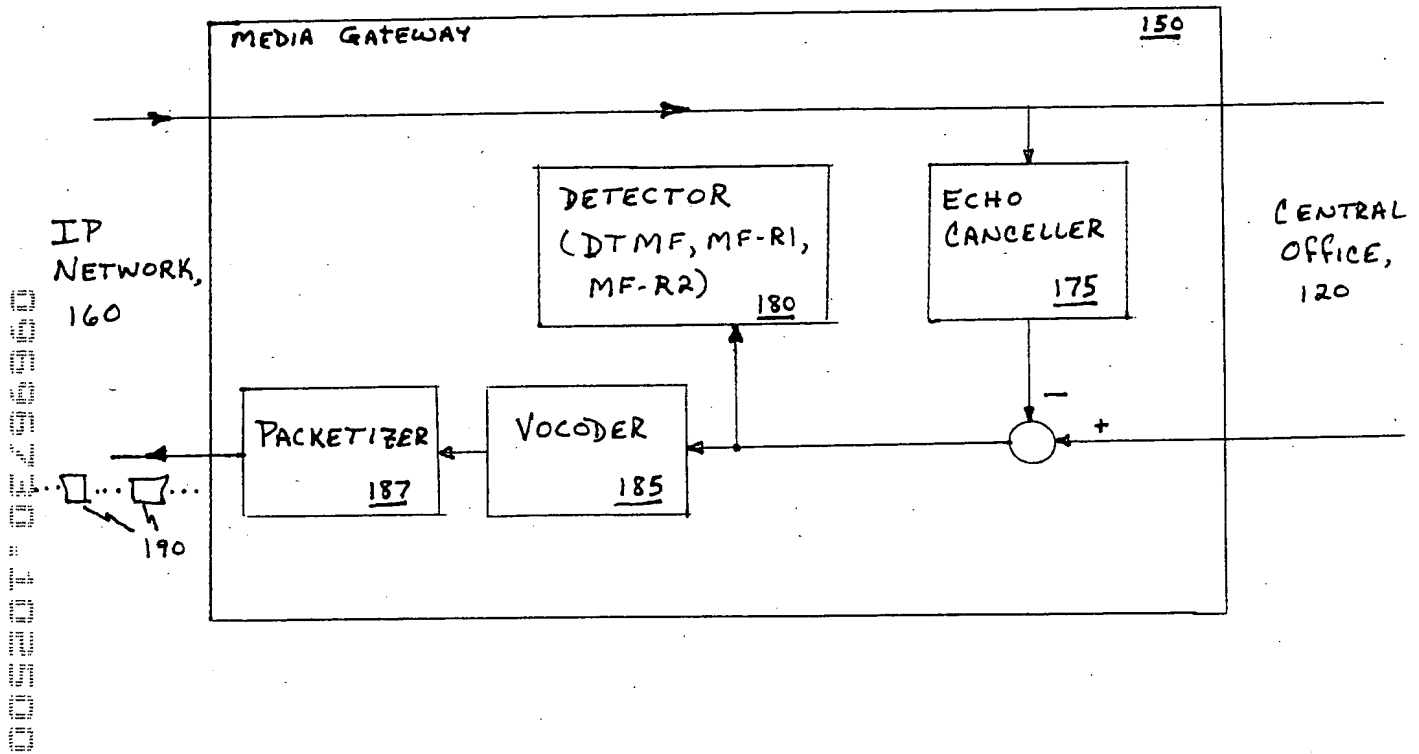 MEDIA GATEWAY
150
DETECTOR
(DTMF, MF-R1,
MF-R2)
180
ECHO
CANCELLER
175
IP
NETWORK,
160
CENTRAL
OFFICE,
120
PACKETIZER
187
VOCODER
185
−
+
190